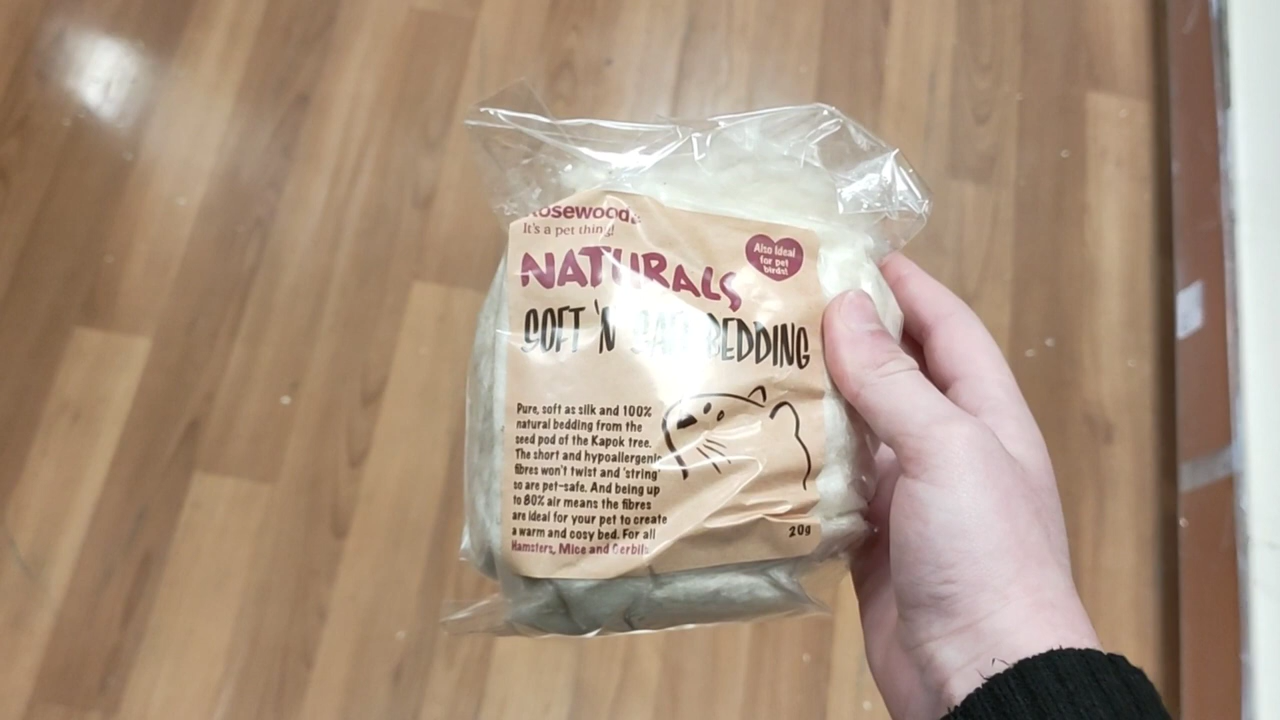 Rosewood
It's a pet thing!
NATURALS
Also ideal
for pet
birds!
SOFT 'N SAFE BEDDING
Pure, soft as silk and 100%
natural bedding from the
seed pod of the Kapok tree.
The short and hypoallergenic
fibres won't twist and 'string'
so are pet-safe. And being up
to 80% air means the fibres
are ideal for your pet to create
a warm and cosy bed. For all
Hamsters, Mice and Gerbils
20g